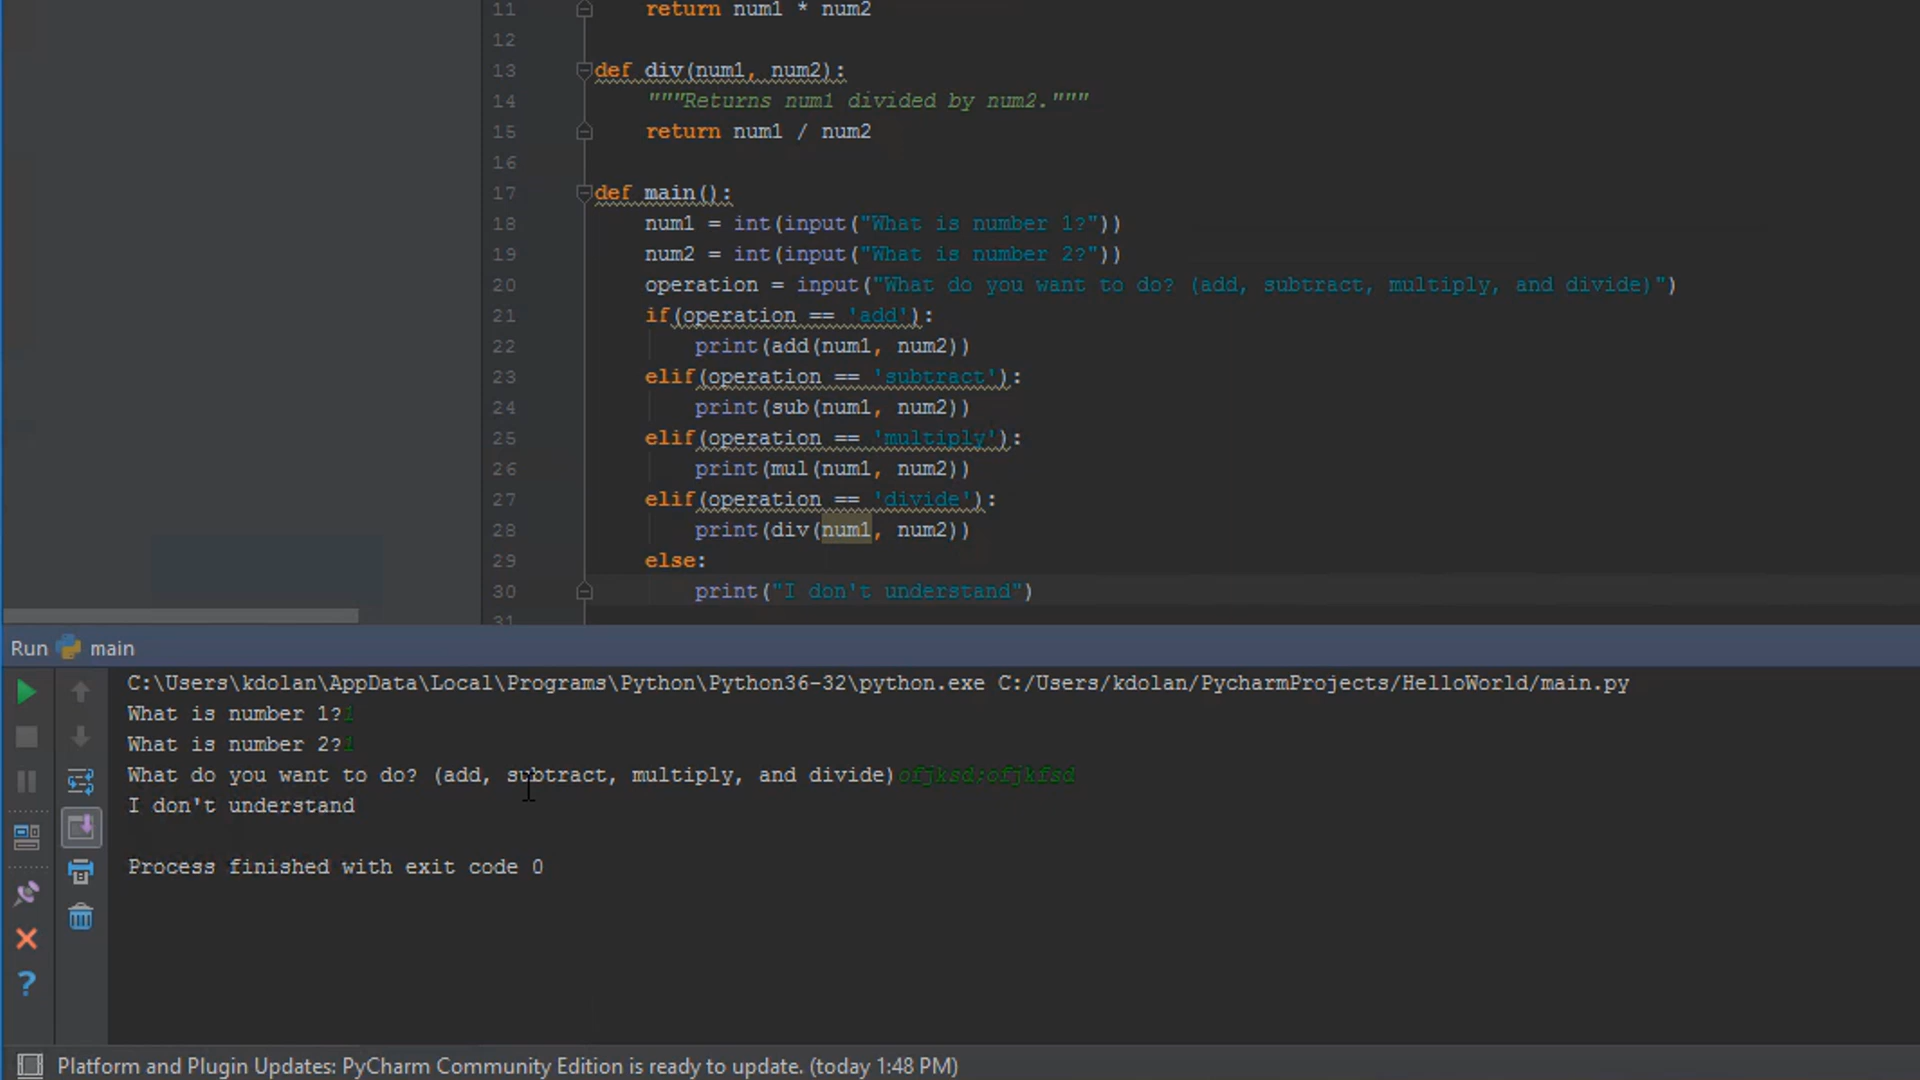 11 return num1 * num2
12
13 def div(num1, num2):
14 """Returns num1 divided by num2."""
15 return num1 / num2
16
17 def main():
18 num1 = int(input("What is number 1?"))
19 num2 = int(input("What is number 2?"))
20 operation = input("What do you want to do? (add, subtract, multiply, and divide)")
21 if(operation == 'add'):
22 print(add(num1, num2))
23 elif(operation == 'subtract'):
24 print(sub(num1, num2))
25 elif(operation == 'multiply'):
26 print(mul(num1, num2))
27 elif(operation == 'divide'):
28 print(div(num1, num2))
29 else:
30 print("I don't understand")
31
Run main
C:\Users\kdolan\AppData\Local\Programs\Python\Python36-32\python.exe C:/Users/kdolan/PycharmProjects/HelloWorld/main.py
What is number 1?1
What is number 2?1
What do you want to do? (add, subtract, multiply, and divide)ofjksd;ofjkfsd
I don't understand
Process finished with exit code 0
Platform and Plugin Updates: PyCharm Community Edition is ready to update. (today 1:48 PM)